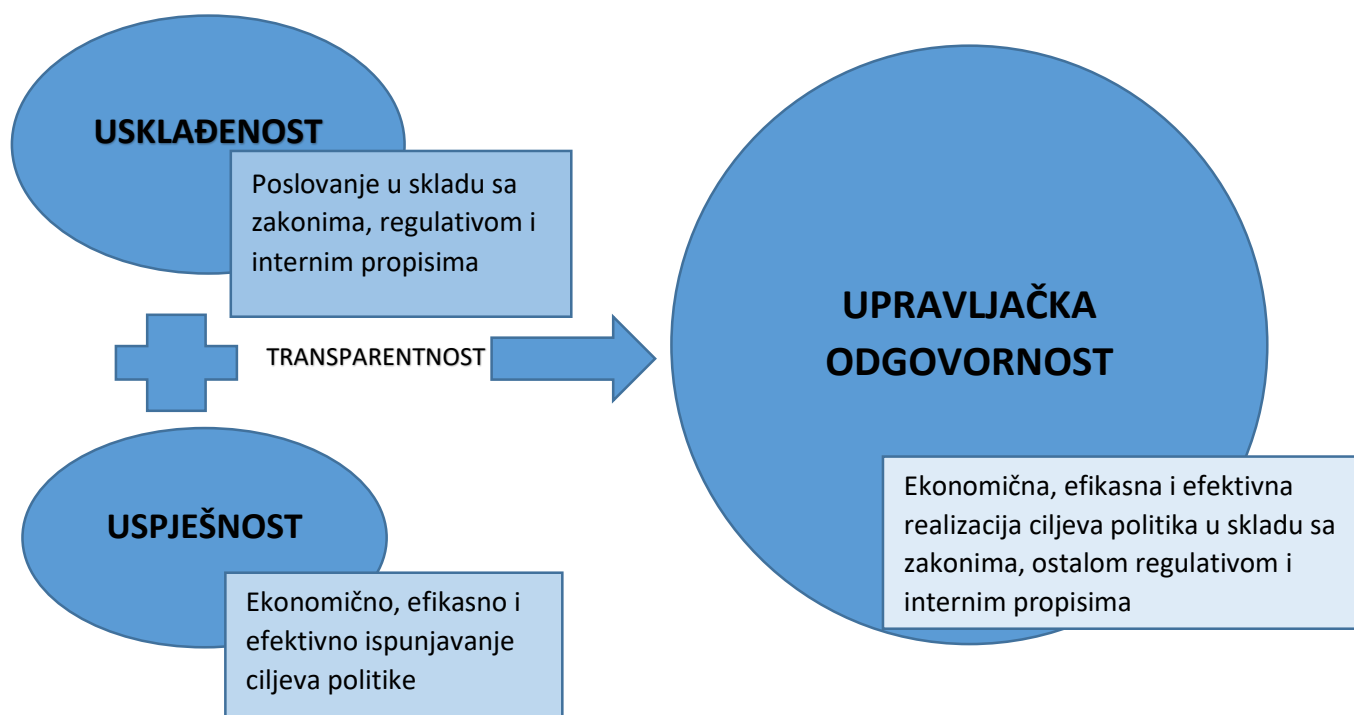 USKLAĐENOST
Poslovanje u skladu sa
zakonima, regulativom i
internim propisima
TRANSPARENTNOST
USPJEŠNOST
Ekonomično, efikasno i
efektivno ispunjavanje
ciljeva politike
UPRAVLJAČKA
ODGOVORNOST
Ekonomična, efikasna i efektivna
realizacija ciljeva politika u skladu sa
zakonima, ostalom regulativom i
internim propisima